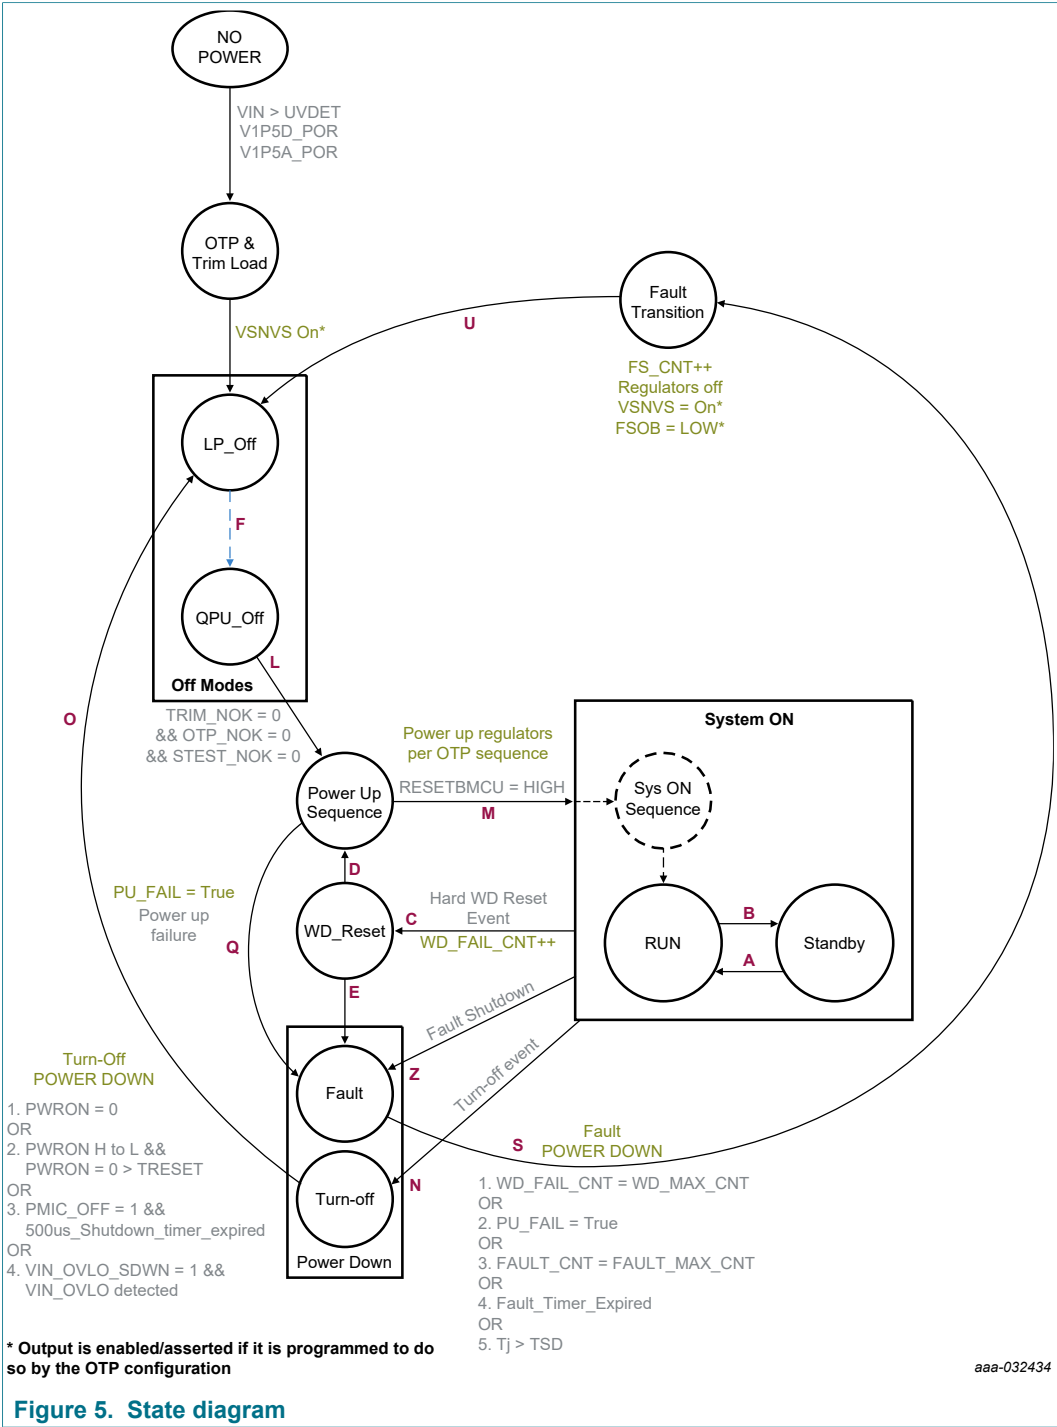 NO
POWER
VIN > UVDET
V1P5D_POR
V1P5A_POR
OTP &
Trim Load
VSNVS On*
Fault
Transition
U
FS_CNT++
Regulators off
VSNVS = On*
FSOB = LOW*
LP_Off
F
QPU_Off
L
Off Modes
O
TRIM_NOK = 0
&& OTP_NOK = 0
&& STEST_NOK = 0
Power up regulators
per OTP sequence
System ON
Power Up
Sequence
RESETBMCU = HIGH
M
Sys ON
Sequence
D
PU_FAIL = True
Power up
failure
Q
WD_Reset
C
Hard WD Reset
Event
WD_FAIL_CNT++
RUN
B
A
Standby
E
Fault Shutdown
Z
Turn-off event
N
Fault
Turn-off
Power Down
S
Fault
POWER DOWN
Turn-Off
POWER DOWN
1. PWRON = 0
OR
2. PWRON H to L &&
PWRON = 0 > TRESET
OR
3. PMIC_OFF = 1 &&
500us_Shutdown_timer_expired
OR
4. VIN_OVLO_SDWN = 1 &&
VIN_OVLO detected
1. WD_FAIL_CNT = WD_MAX_CNT
OR
2. PU_FAIL = True
OR
3. FAULT_CNT = FAULT_MAX_CNT
OR
4. Fault_Timer_Expired
OR
5. Tj > TSD
* Output is enabled/asserted if it is programmed to do
so by the OTP configuration
aaa-032434
Figure 5. State diagram